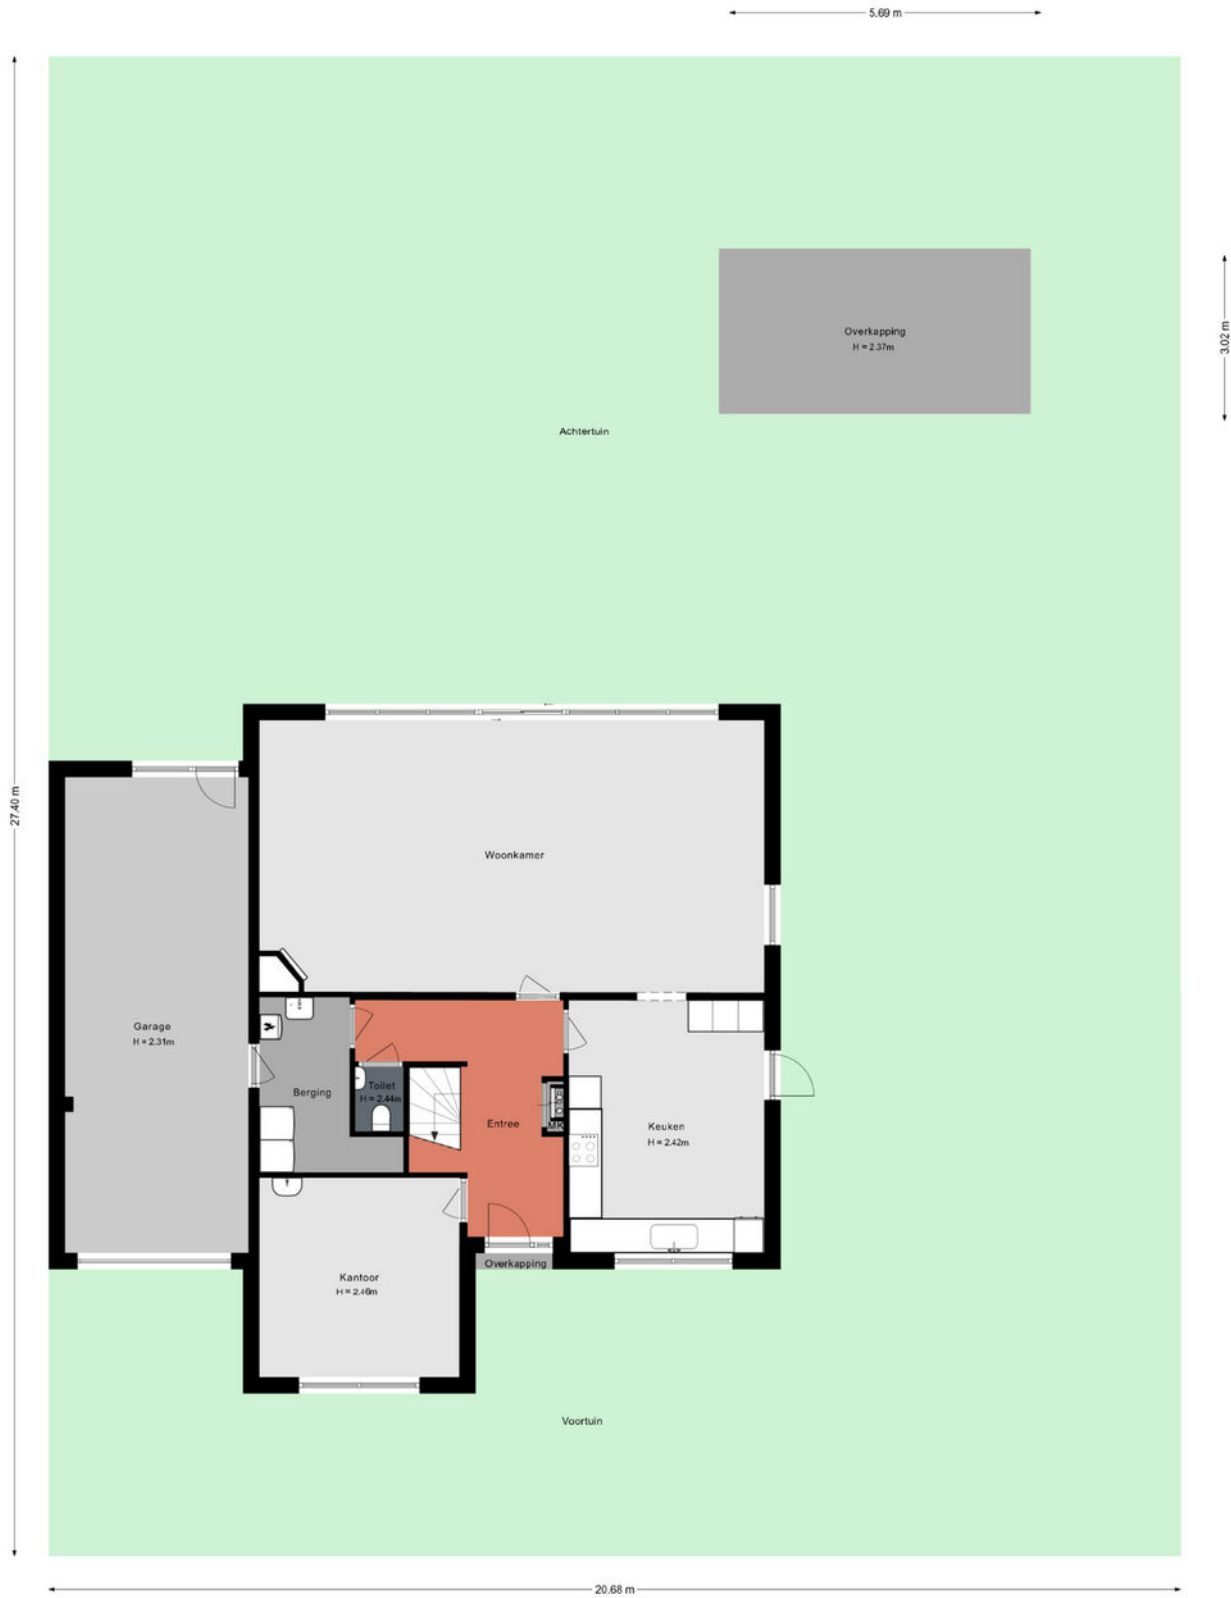 5.69 m
Overkapping
H = 2.37m
3.02 m
Achtertuin
27.40 m
Woonkamer
Garage
H = 2.31m
Berging
Toilet
H = 2.44m
Entree
MK
Keuken
H = 2.42m
Overkapping
Kantoor
H = 2.46m
Voortuin
20.68 m